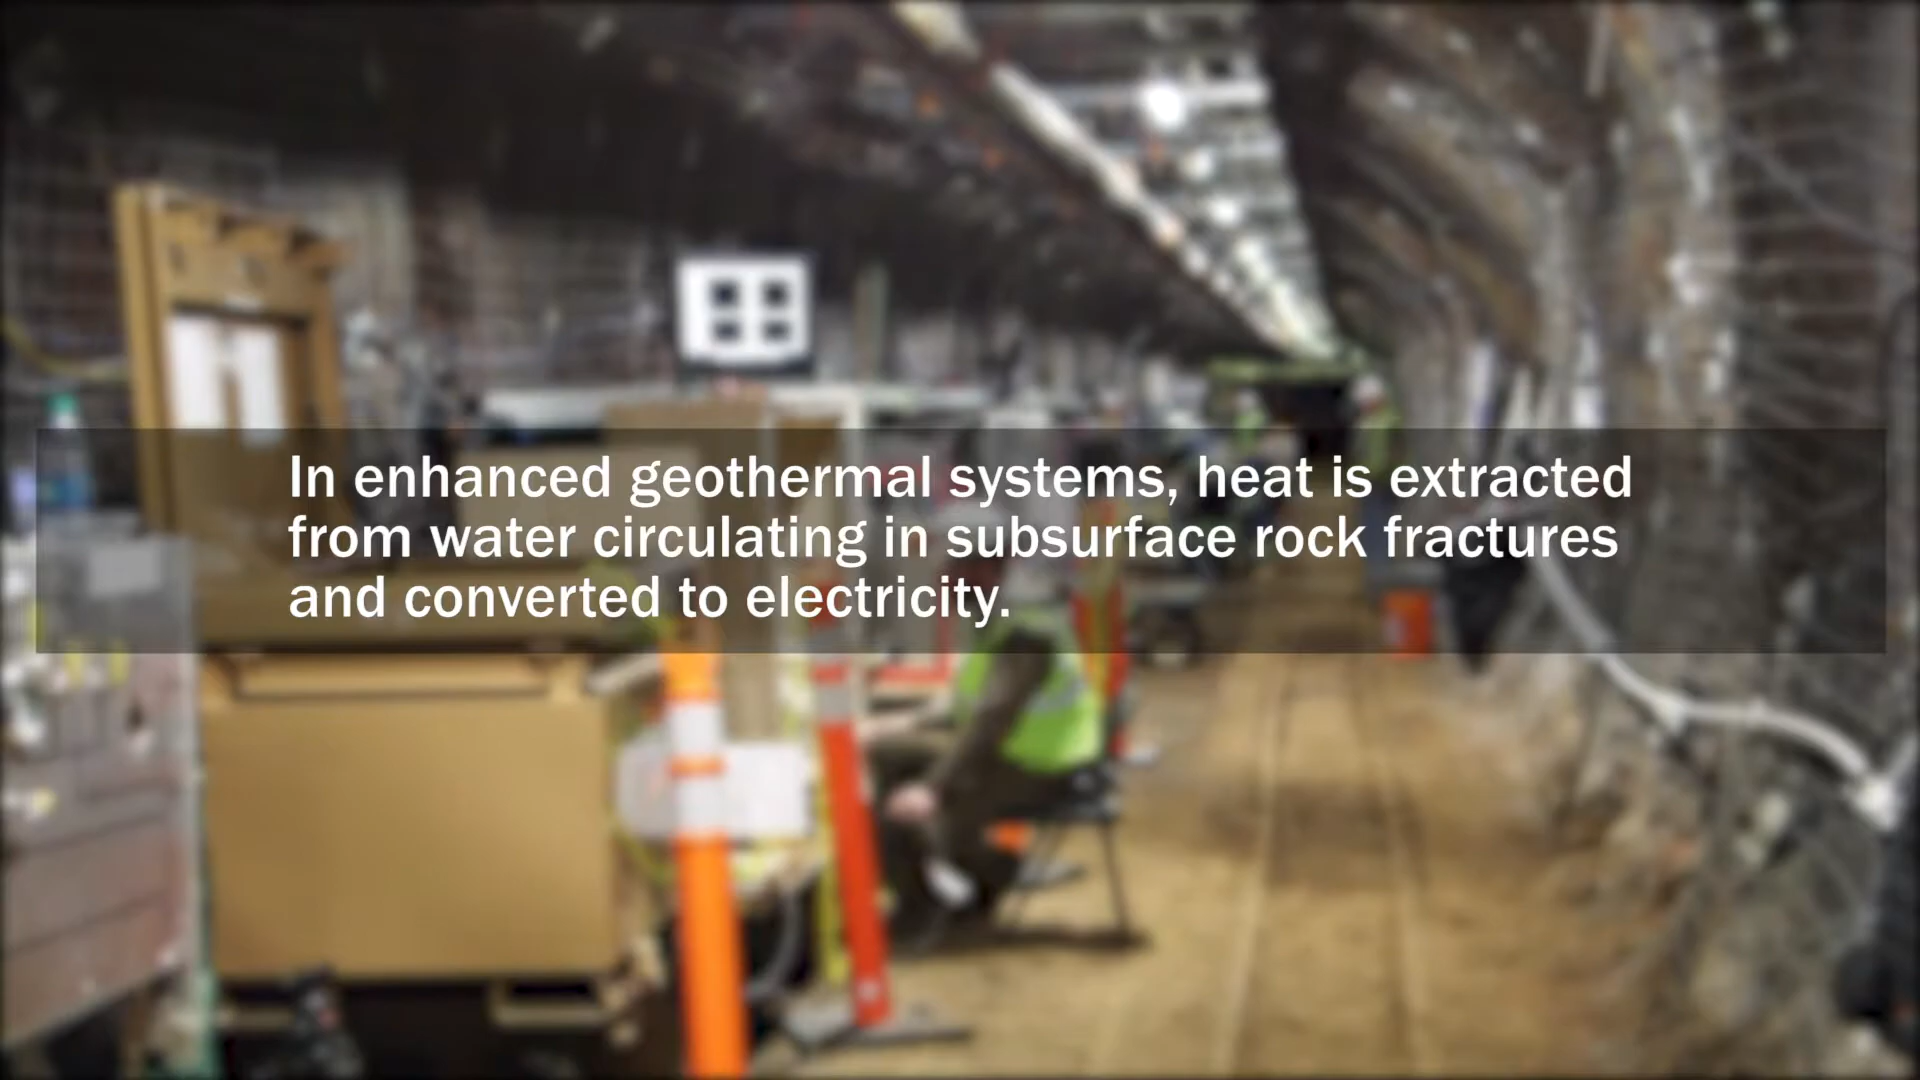 In enhanced geothermal systems, heat is extracted
from water circulating in subsurface rock fractures
and converted to electricity.